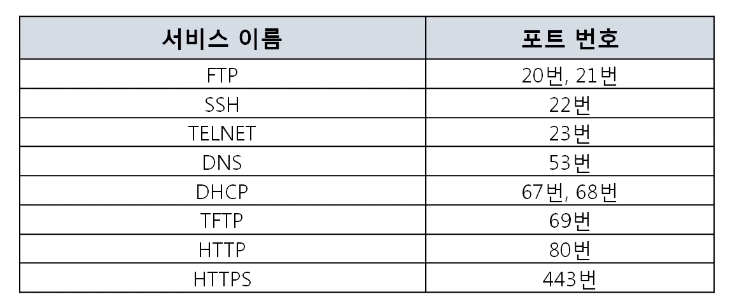 서비스 이름 포트 번호
FTP 20번, 21번
SSH 22번
TELNET 23번
DNS 53번
DHCP 67번, 68번
TFTP 69번
HTTP 80번
HTTPS 443번